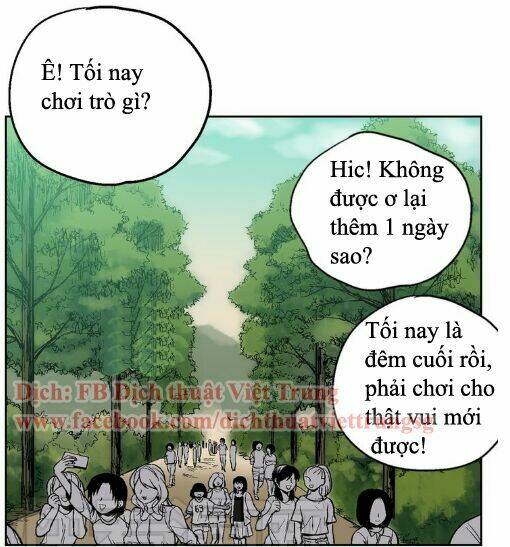 Ê! Tối nay
chơi trò gì?
Hic! Không
được ơ lại
thêm 1 ngày
sao?
Tối nay là
đêm cuối rồi,
phải chơi cho
thật vui mới
được!
Dịch: FB Dịch thuật Việt Trung
www.facebook.com/dichthuatviettrungsg